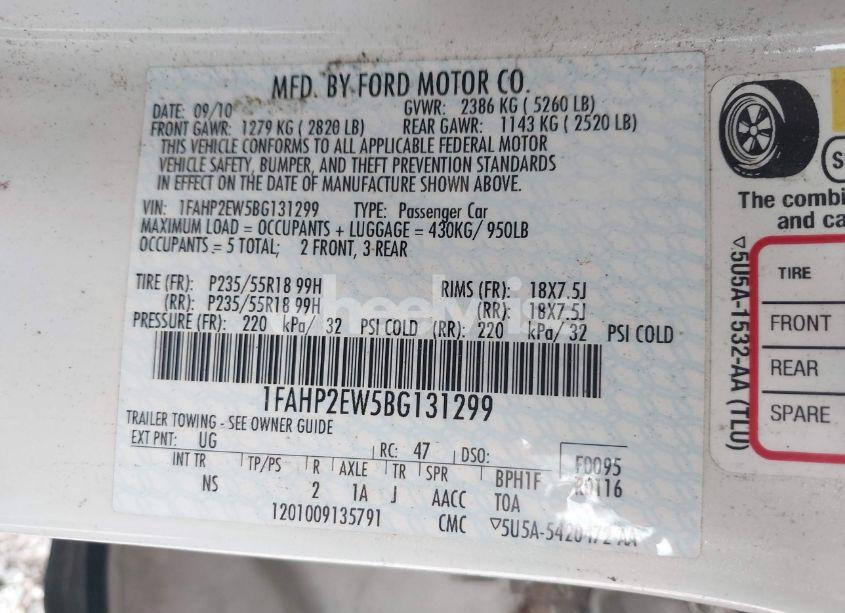 MFD. BY FORD MOTOR CO.
DATE: 09/10 GVWR: 2386 KG ( 5260 LB)
FRONT GAWR: 1279 KG ( 2820 LB) REAR GAWR: 1143 KG ( 2520 LB)
THIS VEHICLE CONFORMS TO ALL APPLICABLE FEDERAL MOTOR
VEHICLE SAFETY, BUMPER, AND THEFT PREVENTION STANDARDS
IN EFFECT ON THE DATE OF MANUFACTURE SHOWN ABOVE.
VIN: 1FAHP2EW5BG131299 TYPE: Passenger Car
MAXIMUM LOAD = OCCUPANTS + LUGGAGE = 430KG/ 950LB
OCCUPANTS = 5 TOTAL; 2 FRONT, 3-REAR
TIRE (FR): P235/55R18 99H RIMS (FR): 18X7.5J
(RR): P235/55R18 99H (RR): 18X7.5J
PRESSURE (FR): 220 kPa/ 32 PSI COLD (RR): 220 kPa/ 32 PSI COLD
1FAHP2EW5BG131299
TRAILER TOWING - SEE OWNER GUIDE
EXT PNT: UG RC: 47 DSO: F0095
INT TR TP/PS R AXLE TR SPR BPH1F R0116
NS 2 1A J AACC TOA
1201009135791 CMC ▽5U5A-5420472-AA
The combi
and ca
TIRE
FRONT
REAR
SPARE
▽5U5A-1532-AA (TL0)